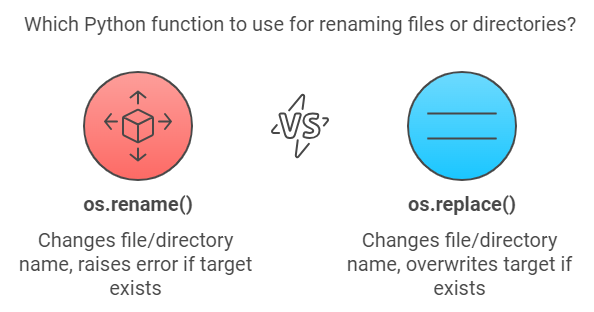 Which Python function to use for renaming files or directories?
VS
os.rename()
Changes file/directory
name, raises error if target
exists
os.replace()
Changes file/directory
name, overwrites target if
exists